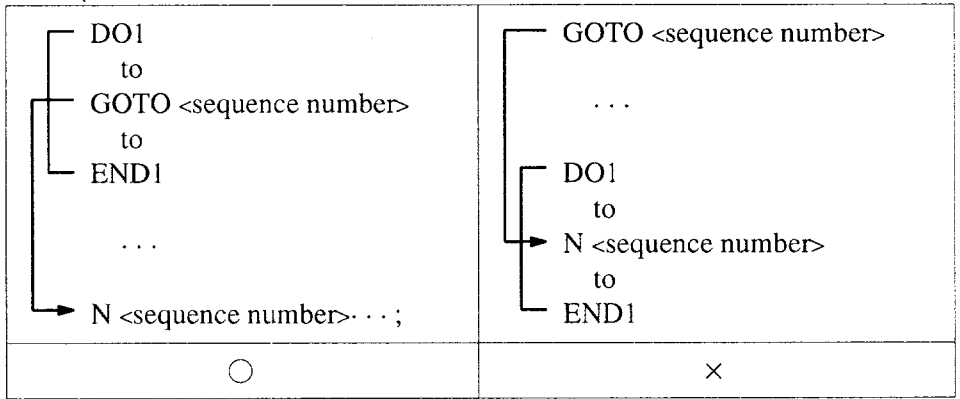 DO1
to
GOTO <sequence number>
to
END1
. . .
N <sequence number>· · · ;
○
GOTO <sequence number>
. . .
DO1
to
N <sequence number>
to
END1
×